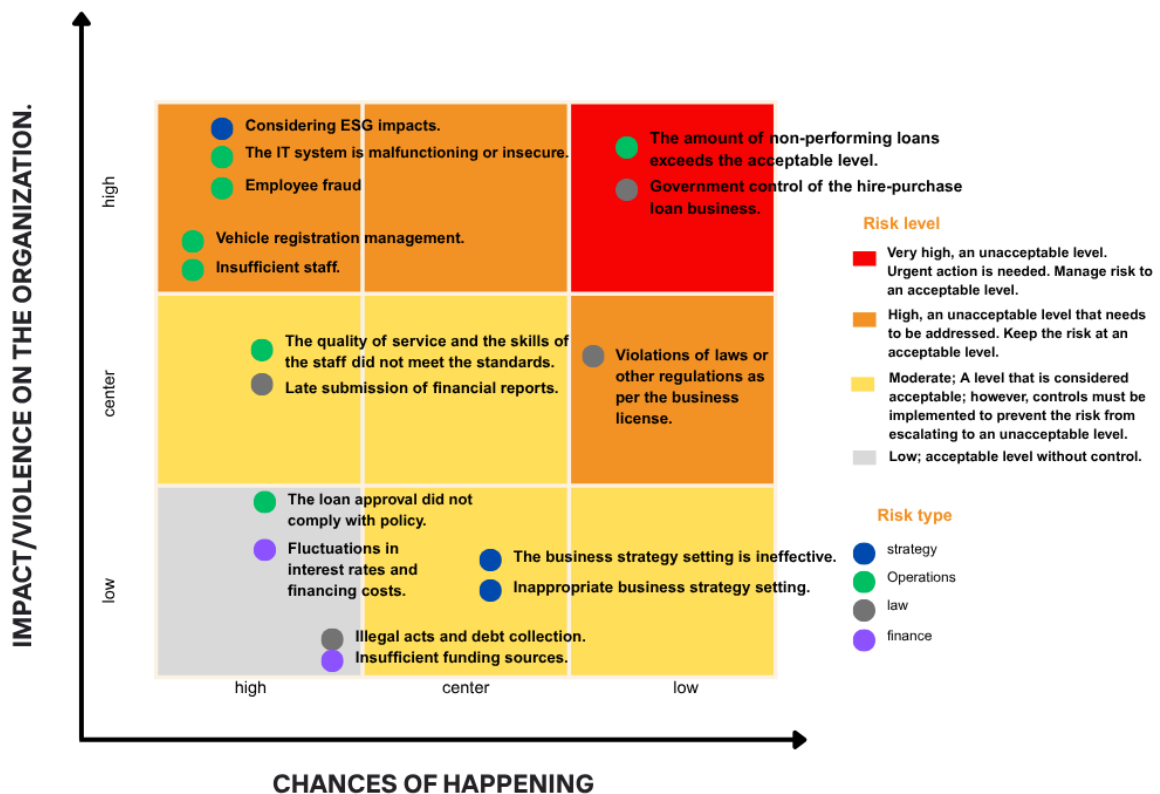 IMPACT/VIOLENCE ON THE ORGANIZATION.
high
center
low
Considering ESG impacts.
The IT system is malfunctioning or insecure.
Employee fraud
Vehicle registration management.
Insufficient staff.
The amount of non-performing loans
exceeds the acceptable level.
Government control of the hire-purchase
loan business.
The quality of service and the skills of
the staff did not meet the standards.
Late submission of financial reports.
Violations of laws or
other regulations as
per the business
license.
The loan approval did not
comply with policy.
Fluctuations in
interest rates and
financing costs.
The business strategy setting is ineffective.
Inappropriate business strategy setting.
Illegal acts and debt collection.
Insufficient funding sources.
high
center
low
CHANCES OF HAPPENING
Risk level
Very high, an unacceptable level.
Urgent action is needed. Manage risk to
an acceptable level.
High, an unacceptable level that needs
to be addressed. Keep the risk at an
acceptable level.
Moderate; A level that is considered
acceptable; however, controls must be
implemented to prevent the risk from
escalating to an unacceptable level.
Low; acceptable level without control.
Risk type
strategy
Operations
law
finance